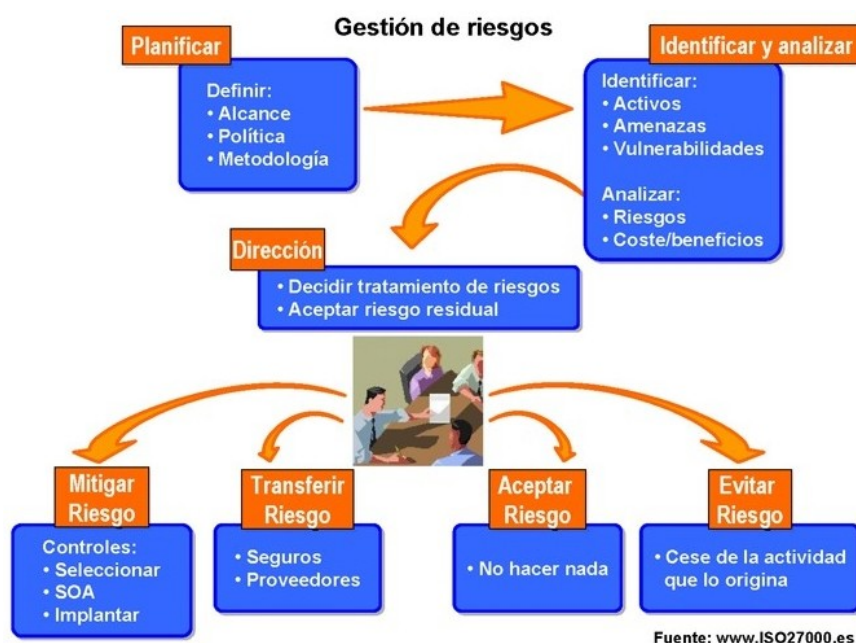 Gestión de riesgos
Planificar
Definir:
• Alcance
• Política
• Metodología
Identificar y analizar
Identificar:
• Activos
• Amenazas
• Vulnerabilidades
Analizar:
• Riesgos
• Coste/beneficios
Dirección
• Decidir tratamiento de riesgos
• Aceptar riesgo residual
Mitigar
Riesgo
Controles:
• Seleccionar
• SOA
• Implantar
Transferir
Riesgo
• Seguros
• Proveedores
Aceptar
Riesgo
• No hacer nada
Evitar
Riesgo
• Cese de la actividad
que lo origina
Fuente: www.ISO27000.es